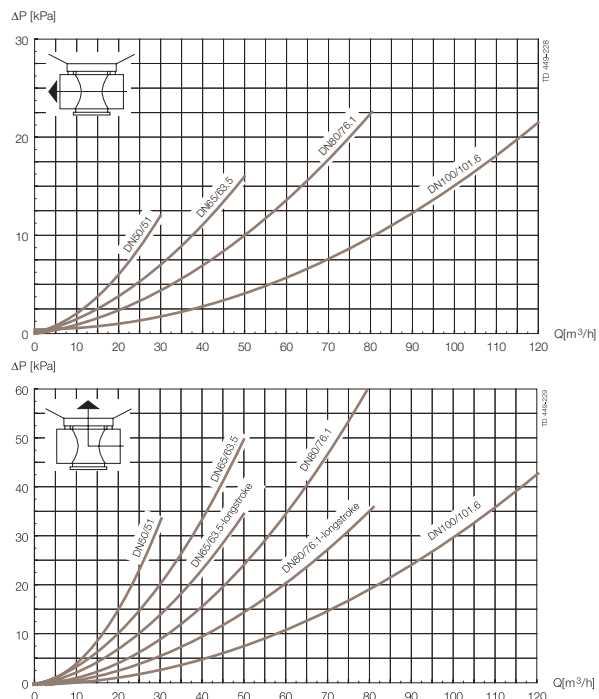 ΔP [kPa]
30
20
10
0
DN50/51
DN65/63.5
DN80/76.1
DN100/101.6
TD 449-228
0 10 20 30 40 50 60 70 80 90 100 110 120 Q[m³/h]
ΔP [kPa]
60
50
40
30
20
10
0
DN50/51
DN65/63.5
DN65/63.5-longstroke
DN80/76.1
DN80/76.1-longstroke
DN100/101.6
TD 449-229
0 10 20 30 40 50 60 70 80 90 100 110 120 Q[m³/h]